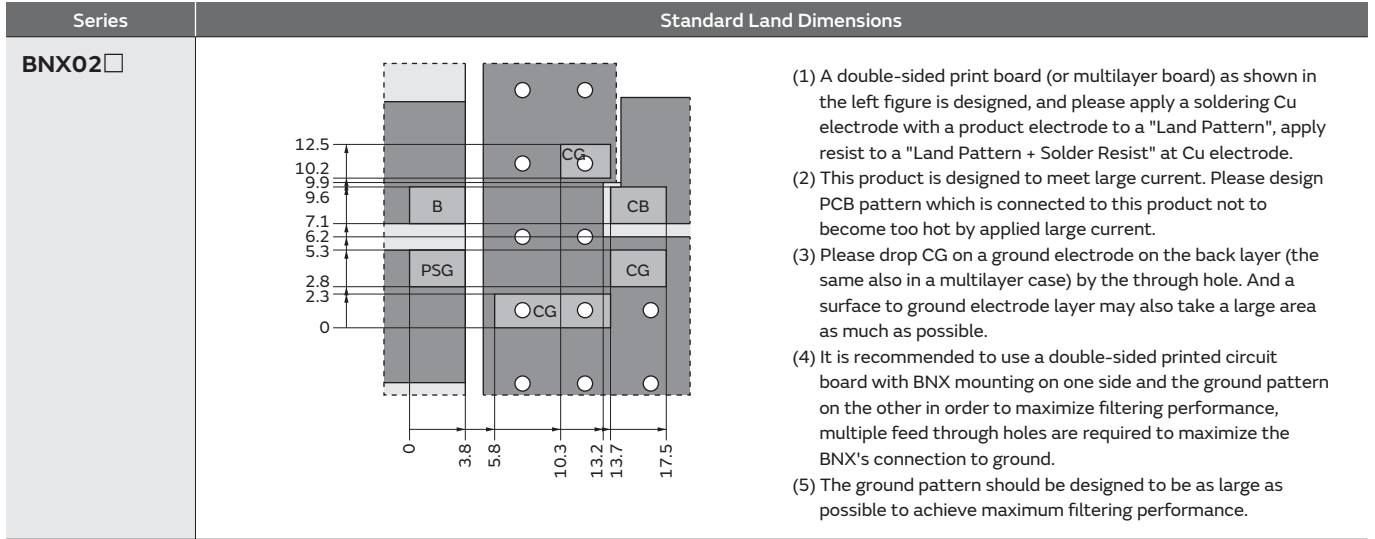 Series
Standard Land Dimensions
BNX02□
12.5
10.2
9.9
9.6
7.1
6.2
5.3
2.8
2.3
0
CG
B
CB
PSG
CG
CG
0
3.8
5.8
10.3
13.2
13.7
17.5
(1) A double-sided print board (or multilayer board) as shown in
the left figure is designed, and please apply a soldering Cu
electrode with a product electrode to a "Land Pattern", apply
resist to a "Land Pattern + Solder Resist" at Cu electrode.
(2) This product is designed to meet large current. Please design
PCB pattern which is connected to this product not to
become too hot by applied large current.
(3) Please drop CG on a ground electrode on the back layer (the
same also in a multilayer case) by the through hole. And a
surface to ground electrode layer may also take a large area
as much as possible.
(4) It is recommended to use a double-sided printed circuit
board with BNX mounting on one side and the ground pattern
on the other in order to maximize filtering performance,
multiple feed through holes are required to maximize the
BNX's connection to ground.
(5) The ground pattern should be designed to be as large as
possible to achieve maximum filtering performance.